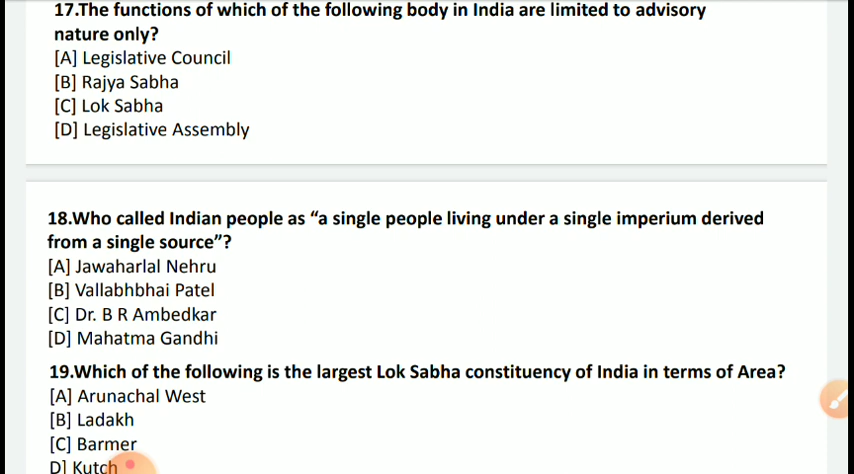 17.The functions of which of the following body in India are limited to advisory
nature only?
[A] Legislative Council
[B] Rajya Sabha
[C] Lok Sabha
[D] Legislative Assembly
18.Who called Indian people as “a single people living under a single imperium derived
from a single source”?
[A] Jawaharlal Nehru
[B] Vallabhbhai Patel
[C] Dr. B R Ambedkar
[D] Mahatma Gandhi
19.Which of the following is the largest Lok Sabha constituency of India in terms of Area?
[A] Arunachal West
[B] Ladakh
[C] Barmer
D] Kutch